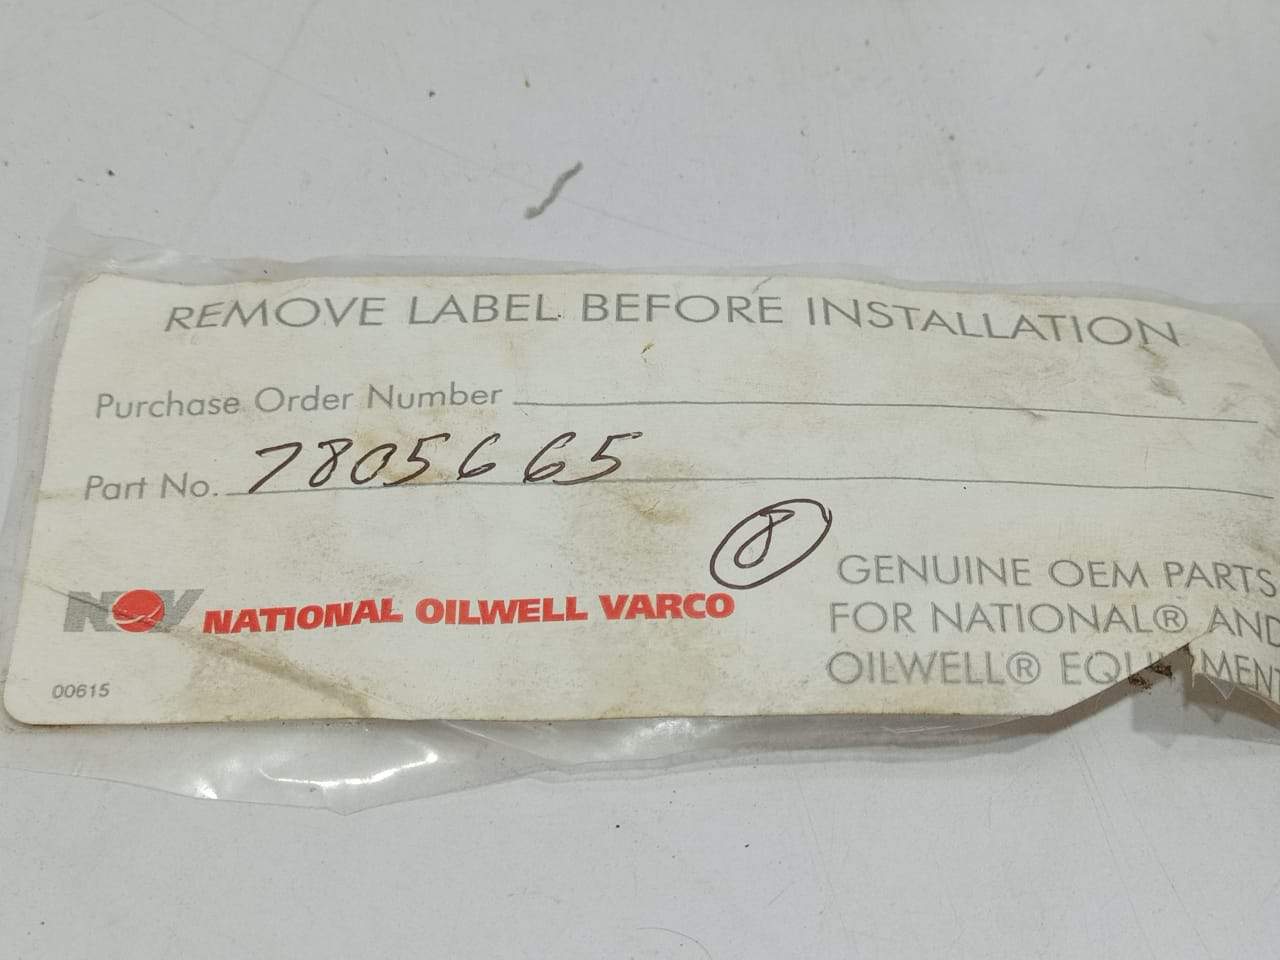 REMOVE LABEL BEFORE INSTALLATION
Purchase Order Number
Part No. 7805665
8
NOV NATIONAL OILWELL VARCO
GENUINE OEM PARTS
FOR NATIONAL® AND
OILWELL® EQUIPMENT
00615